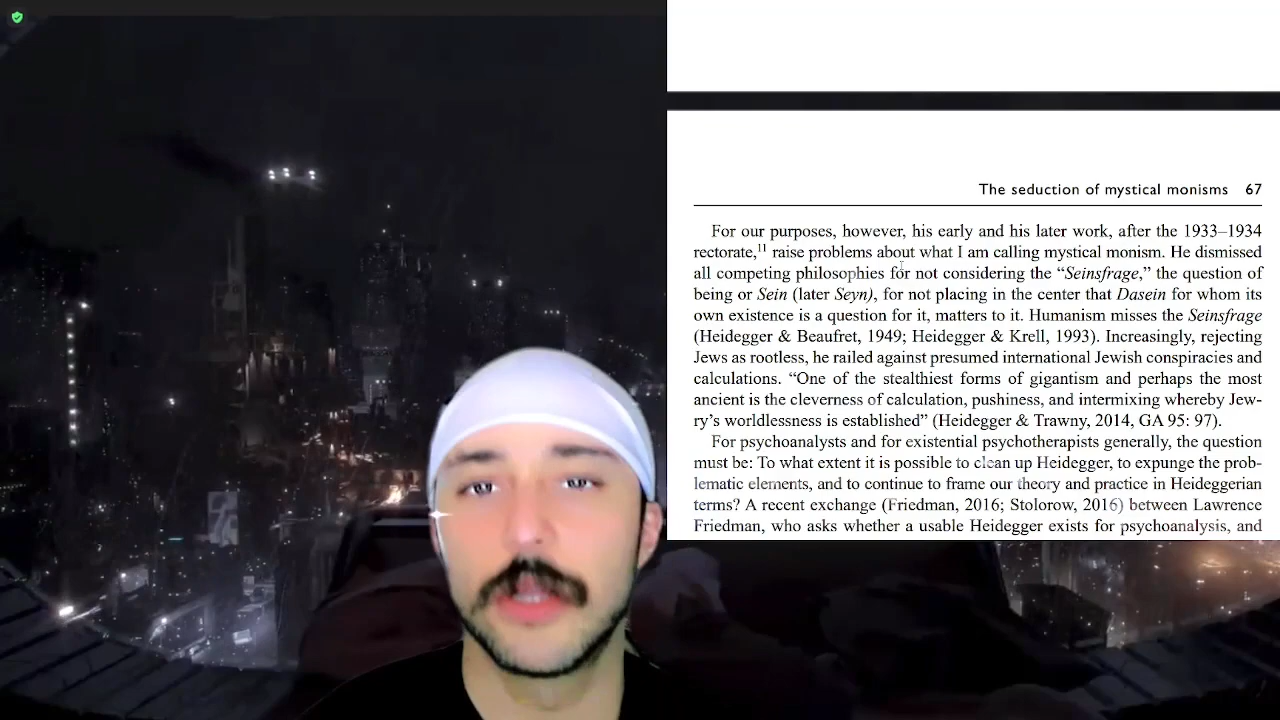 The seduction of mystical monisms 67
For our purposes, however, his early and his later work, after the 1933–1934
rectorate,11 raise problems about what I am calling mystical monism. He dismissed
all competing philosophies for not considering the “Seinsfrage,” the question of
being or Sein (later Seyn), for not placing in the center that Dasein for whom its
own existence is a question for it, matters to it. Humanism misses the Seinsfrage
(Heidegger & Beaufret, 1949; Heidegger & Krell, 1993). Increasingly, rejecting
Jews as rootless, he railed against presumed international Jewish conspiracies and
calculations. “One of the stealthiest forms of gigantism and perhaps the most
ancient is the cleverness of calculation, pushiness, and intermixing whereby Jew-
ry’s worldlessness is established” (Heidegger & Trawny, 2014, GA 95: 97).
For psychoanalysts and for existential psychotherapists generally, the question
must be: To what extent it is possible to clean up Heidegger, to expunge the prob-
lematic elements, and to continue to frame our theory and practice in Heideggerian
terms? A recent exchange (Friedman, 2016; Stolorow, 2016) between Lawrence
Friedman, who asks whether a usable Heidegger exists for psychoanalysis, and